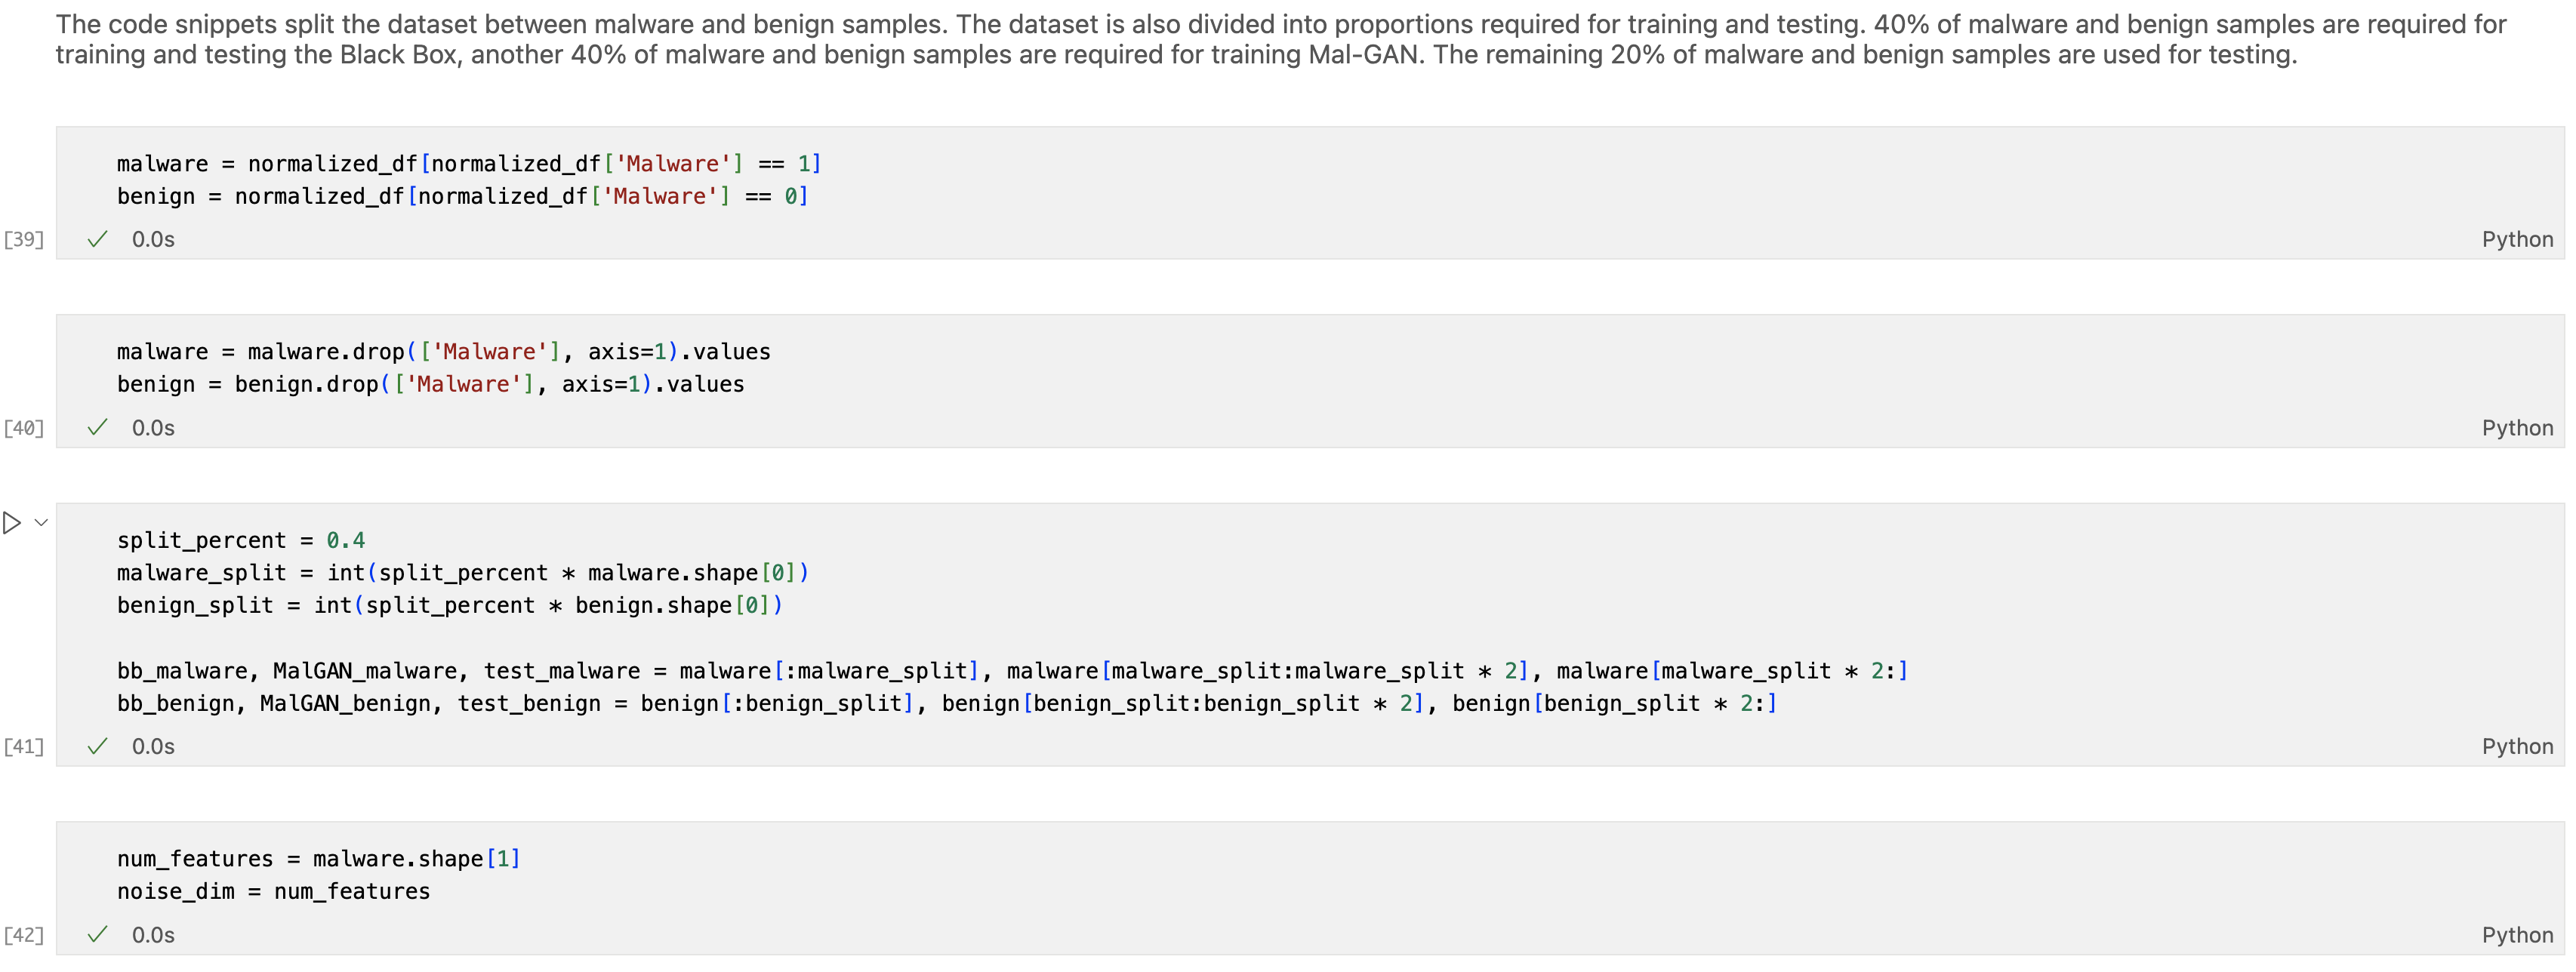 The code snippets split the dataset between malware and benign samples. The dataset is also divided into proportions required for training and testing. 40% of malware and benign samples are required for
training and testing the Black Box, another 40% of malware and benign samples are required for training Mal-GAN. The remaining 20% of malware and benign samples are used for testing.
malware = normalized_df[normalized_df['Malware'] == 1]
benign = normalized_df[normalized_df['Malware'] == 0]
[39] ✓ 0.0s Python
malware = malware.drop(['Malware'], axis=1).values
benign = benign.drop(['Malware'], axis=1).values
[40] ✓ 0.0s Python
split_percent = 0.4
malware_split = int(split_percent * malware.shape[0])
benign_split = int(split_percent * benign.shape[0])
bb_malware, MalGAN_malware, test_malware = malware[:malware_split], malware[malware_split:malware_split * 2], malware[malware_split * 2:]
bb_benign, MalGAN_benign, test_benign = benign[:benign_split], benign[benign_split:benign_split * 2], benign[benign_split * 2:]
[41] ✓ 0.0s Python
num_features = malware.shape[1]
noise_dim = num_features
[42] ✓ 0.0s Python